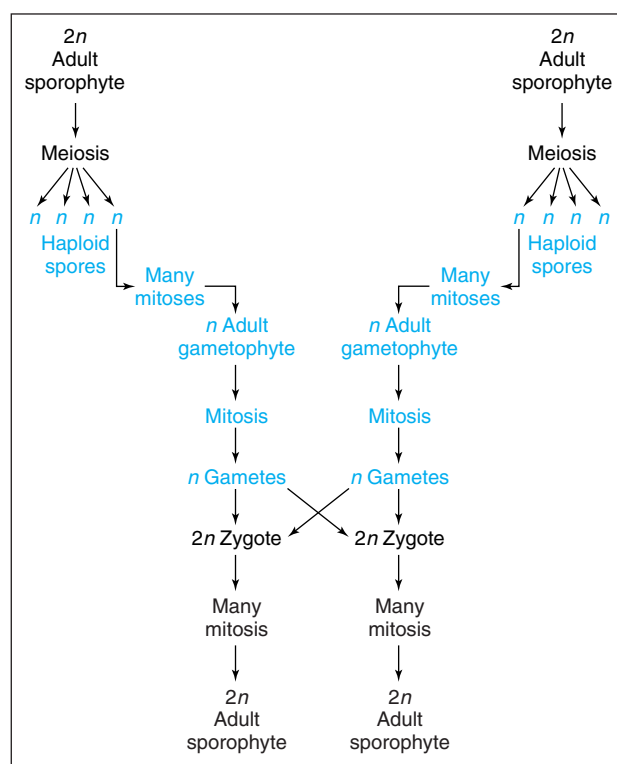 2n
Adult
sporophyte
2n
Adult
sporophyte
Meiosis
Meiosis
n n n n
Haploid
spores
n n n n
Haploid
spores
Many
mitoses
Many
mitoses
n Adult
gametophyte
n Adult
gametophyte
Mitosis
Mitosis
n Gametes
n Gametes
2n Zygote
2n Zygote
Many
mitosis
Many
mitosis
2n
Adult
sporophyte
2n
Adult
sporophyte